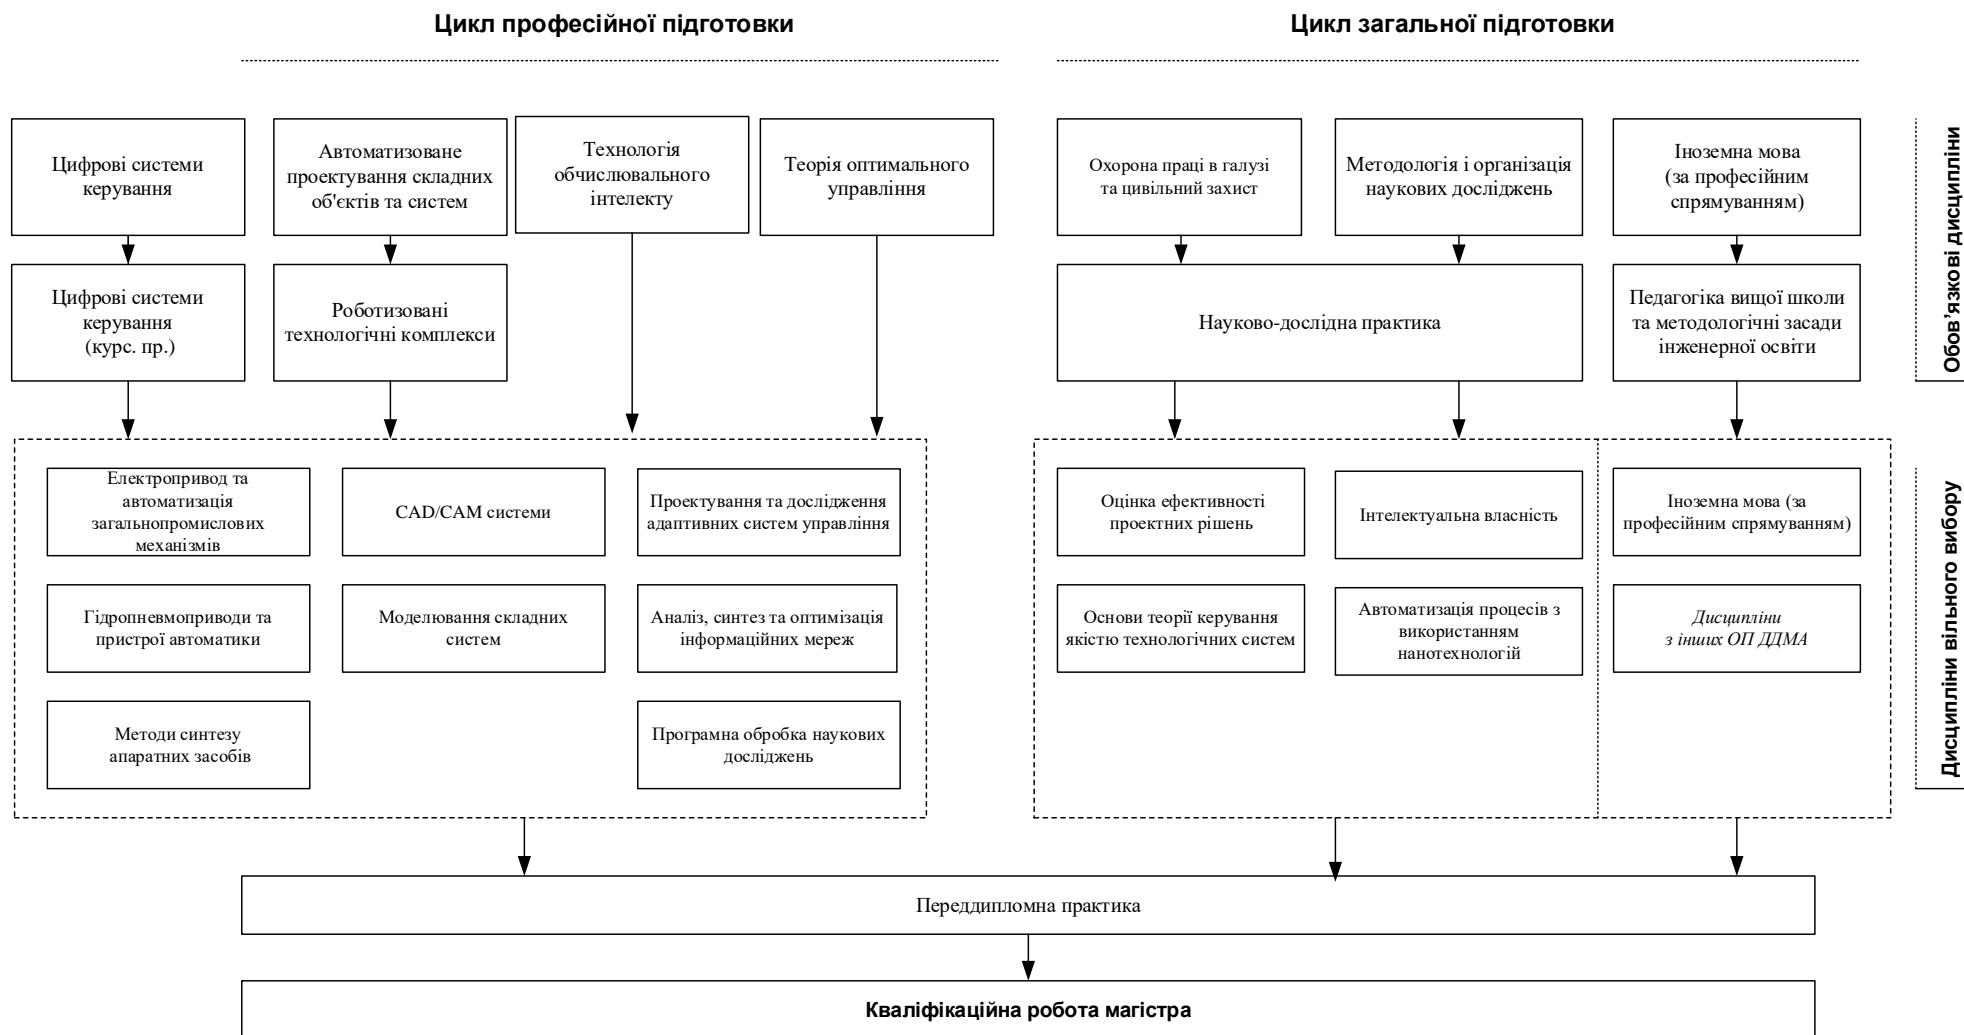 Цикл професійної підготовки
Цикл загальної підготовки
Цифрові системи
керування
Автоматизоване
проектування складних
об'єктів та систем
Технологія
обчислювального
інтелекту
Теорія оптимального
управління
Охорона праці в галузі
та цивільний захист
Методологія і організація
наукових досліджень
Іноземна мова
(за професійним
спрямуванням)
Обов’язкові дисципліни
Цифрові системи
керування
(курс. пр.)
Роботизовані
технологічні комплекси
Науково-дослідна практика
Педагогіка вищої школи
та методологічні засади
інженерної освіти
Електропривод та
автоматизація
загальнопромислових
механізмів
CAD/CAM системи
Проектування та дослідження
адаптивних систем управління
Оцінка ефективності
проектних рішень
Інтелектуальна власність
Іноземна мова (за
професійним спрямуванням)
Дисципліни вільного вибору
Гідропневмоприводи та
пристрої автоматики
Моделювання складних
систем
Аналіз, синтез та оптимізація
інформаційних мереж
Основи теорії керування
якістю технологічних систем
Автоматизація процесів з
використанням
нанотехнологій
Дисципліни
з інших ОП ДДМА
Методи синтезу
апаратних засобів
Програмна обробка наукових
досліджень
Переддипломна практика
Кваліфікаційна робота магістра